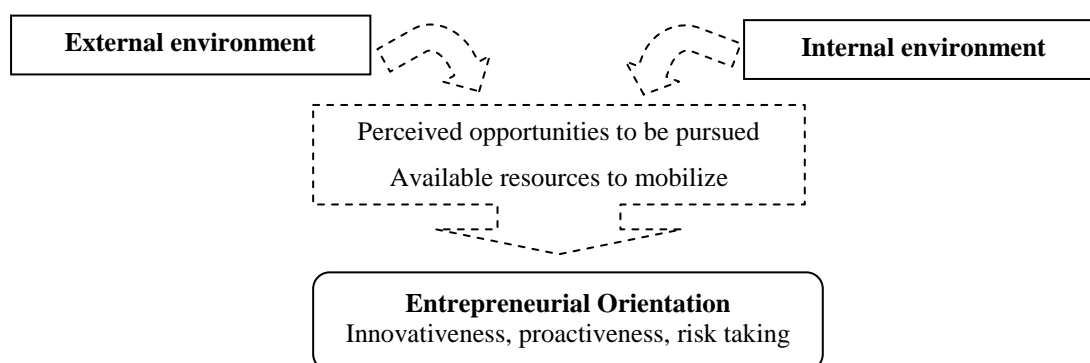 External environment
Internal environment
Perceived opportunities to be pursued
Available resources to mobilize
Entrepreneurial Orientation
Innovativeness, proactiveness, risk taking